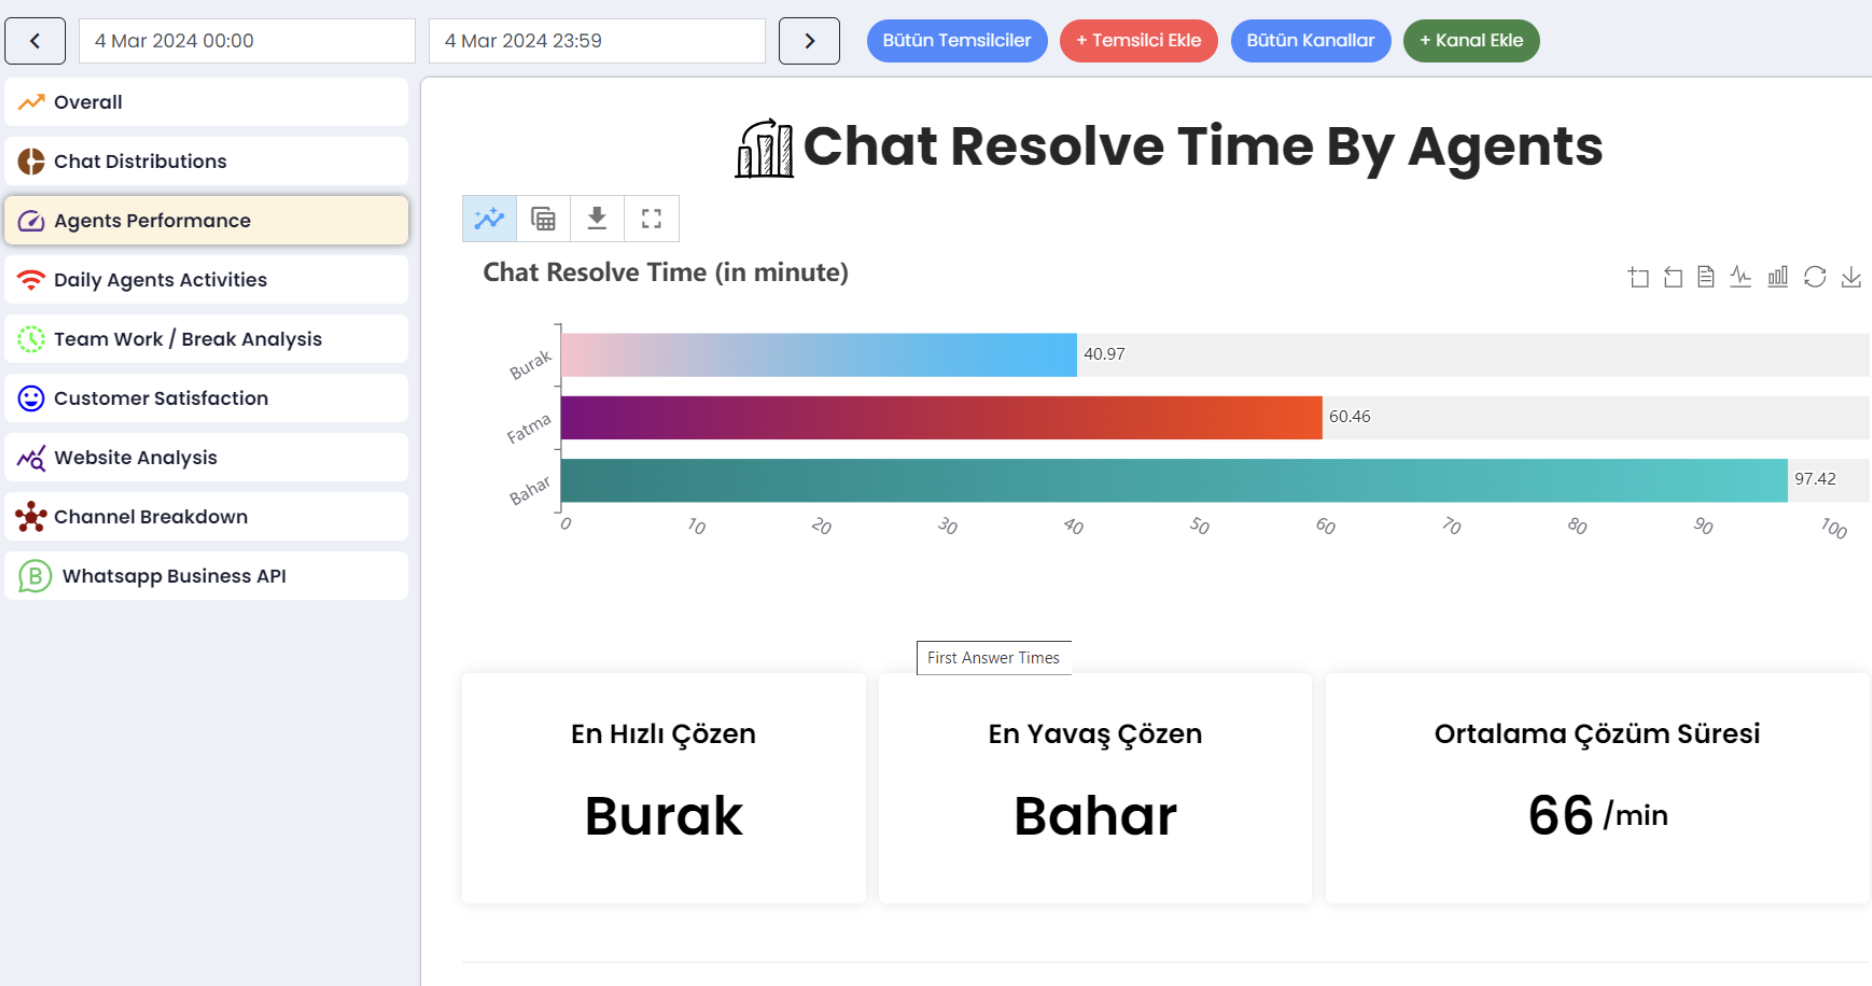 4 Mar 2024 00:00
4 Mar 2024 23:59
Bütün Temsilciler
+ Temsilci Ekle
Bütün Kanallar
+ Kanal Ekle
Overall
Chat Distributions
Agents Performance
Daily Agents Activities
Team Work / Break Analysis
Customer Satisfaction
Website Analysis
Channel Breakdown
B
Whatsapp Business API
Chat Resolve Time By Agents
Chat Resolve Time (in minute)
Burak
40.97
Fatma
60.46
Bahar
97.42
0
10
20
30
40
50
60
70
80
90
100
First Answer Times
En Hızlı Çözen
Burak
En Yavaş Çözen
Bahar
Ortalama Çözüm Süresi
66 /min